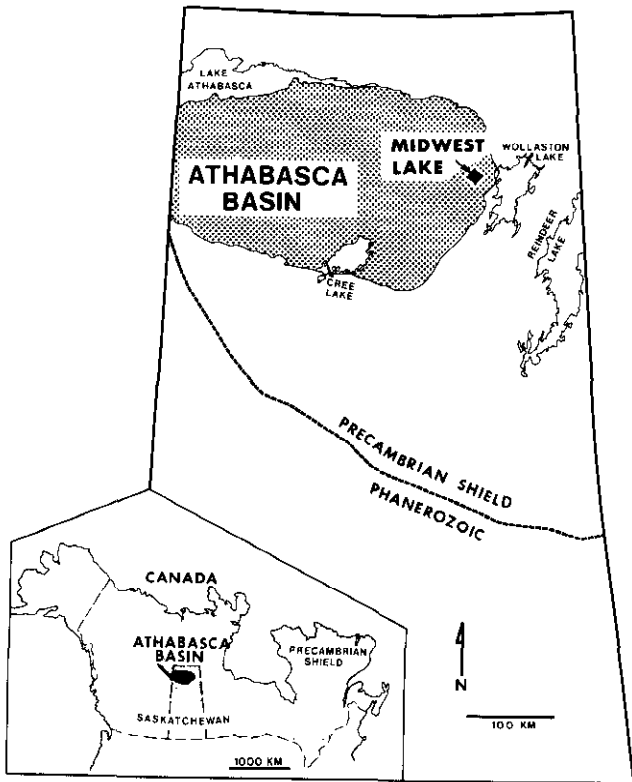 LAKE
ATHABASCA
MIDWEST
LAKE
WOLLASTON
LAKE
ATHABASCA
BASIN
REINDEER
LAKE
CREE
LAKE
PRECAMBRIAN SHIELD
PHANEROZOIC
CANADA
ATHABASCA
BASIN
PRECAMBRIAN
SHIELD
SASKATCHEWAN
1000 KM
N
100 KM